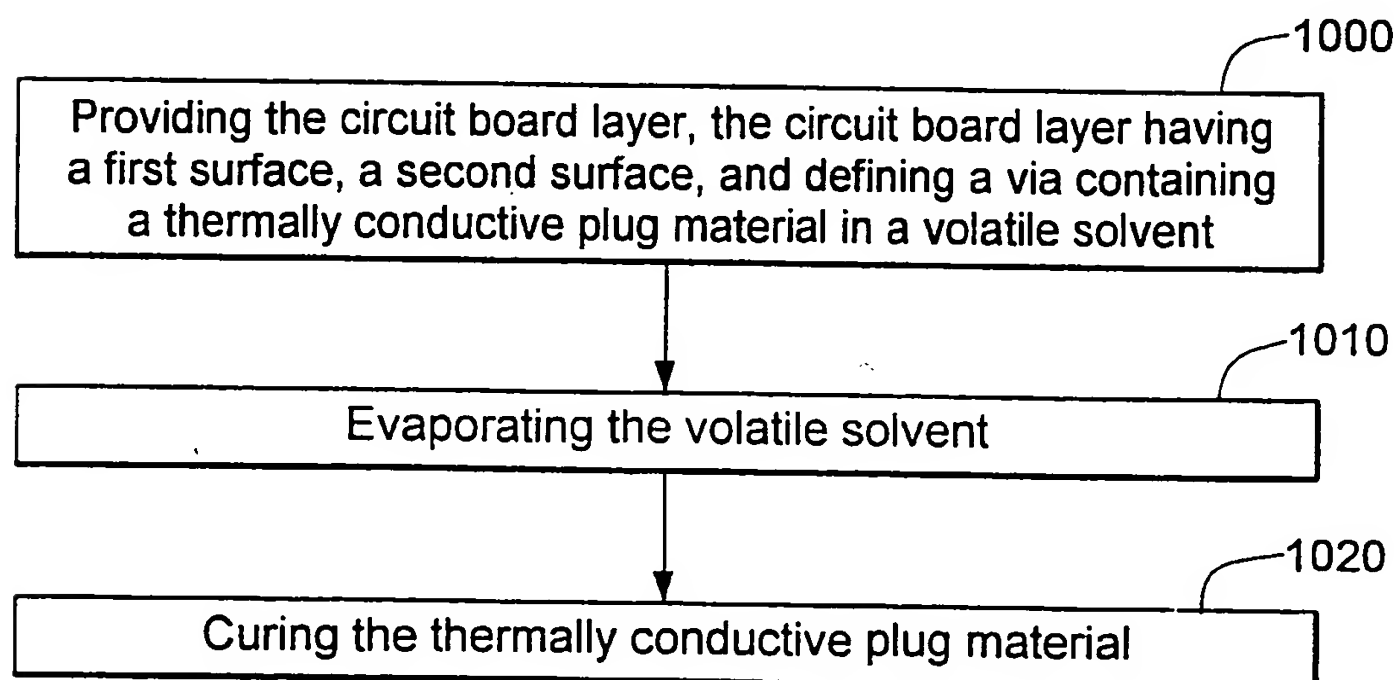 1000
Providing the circuit board layer, the circuit board layer having
a first surface, a second surface, and defining a via containing
a thermally conductive plug material in a volatile solvent
1010
Evaporating the volatile solvent
1020
Curing the thermally conductive plug material